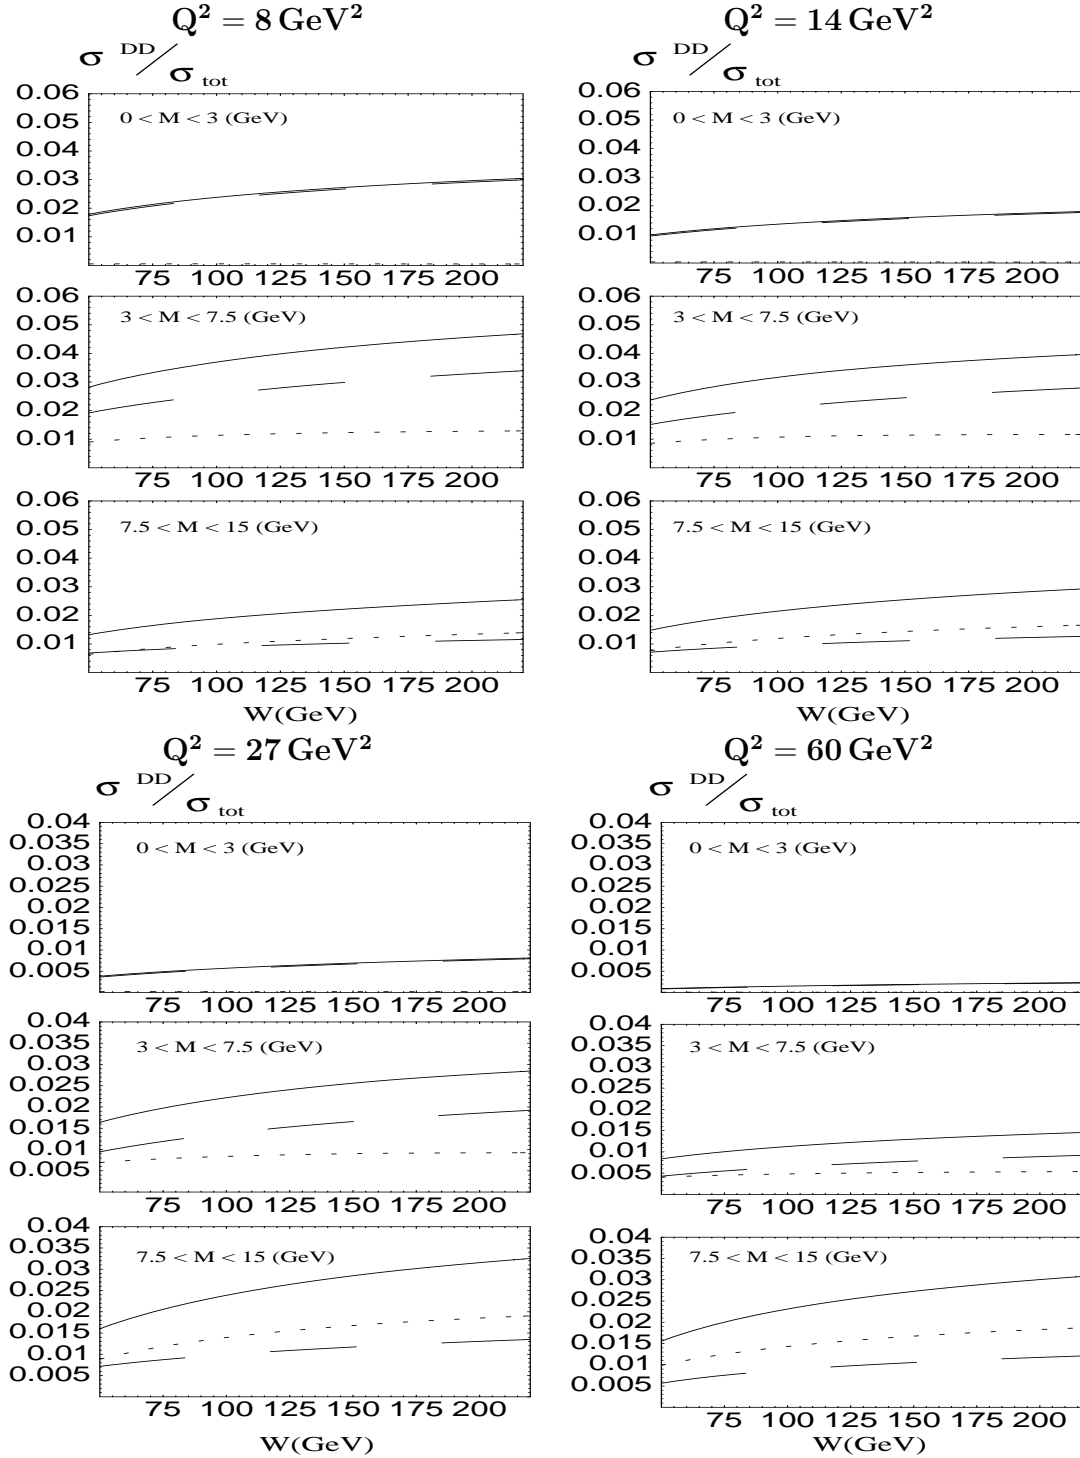 Q² = 8 GeV²
σ DD / σ tot
0.06
0.05
0.04
0.03
0.02
0.01
0 < M < 3 (GeV)
75 100 125 150 175 200
0.06
0.05
0.04
0.03
0.02
0.01
3 < M < 7.5 (GeV)
75 100 125 150 175 200
0.06
0.05
0.04
0.03
0.02
0.01
7.5 < M < 15 (GeV)
75 100 125 150 175 200
W(GeV)
Q² = 14 GeV²
σ DD / σ tot
0.06
0.05
0.04
0.03
0.02
0.01
0 < M < 3 (GeV)
75 100 125 150 175 200
0.06
0.05
0.04
0.03
0.02
0.01
3 < M < 7.5 (GeV)
75 100 125 150 175 200
0.06
0.05
0.04
0.03
0.02
0.01
7.5 < M < 15 (GeV)
75 100 125 150 175 200
W(GeV)
Q² = 27 GeV²
σ DD / σ tot
0.04
0.035
0.03
0.025
0.02
0.015
0.01
0.005
0 < M < 3 (GeV)
75 100 125 150 175 200
0.04
0.035
0.03
0.025
0.02
0.015
0.01
0.005
3 < M < 7.5 (GeV)
75 100 125 150 175 200
0.04
0.035
0.03
0.025
0.02
0.015
0.01
0.005
7.5 < M < 15 (GeV)
75 100 125 150 175 200
W(GeV)
Q² = 60 GeV²
σ DD / σ tot
0.04
0.035
0.03
0.025
0.02
0.015
0.01
0.005
0 < M < 3 (GeV)
75 100 125 150 175 200
0.04
0.035
0.03
0.025
0.02
0.015
0.01
0.005
3 < M < 7.5 (GeV)
75 100 125 150 175 200
0.04
0.035
0.03
0.025
0.02
0.015
0.01
0.005
7.5 < M < 15 (GeV)
75 100 125 150 175 200
W(GeV)